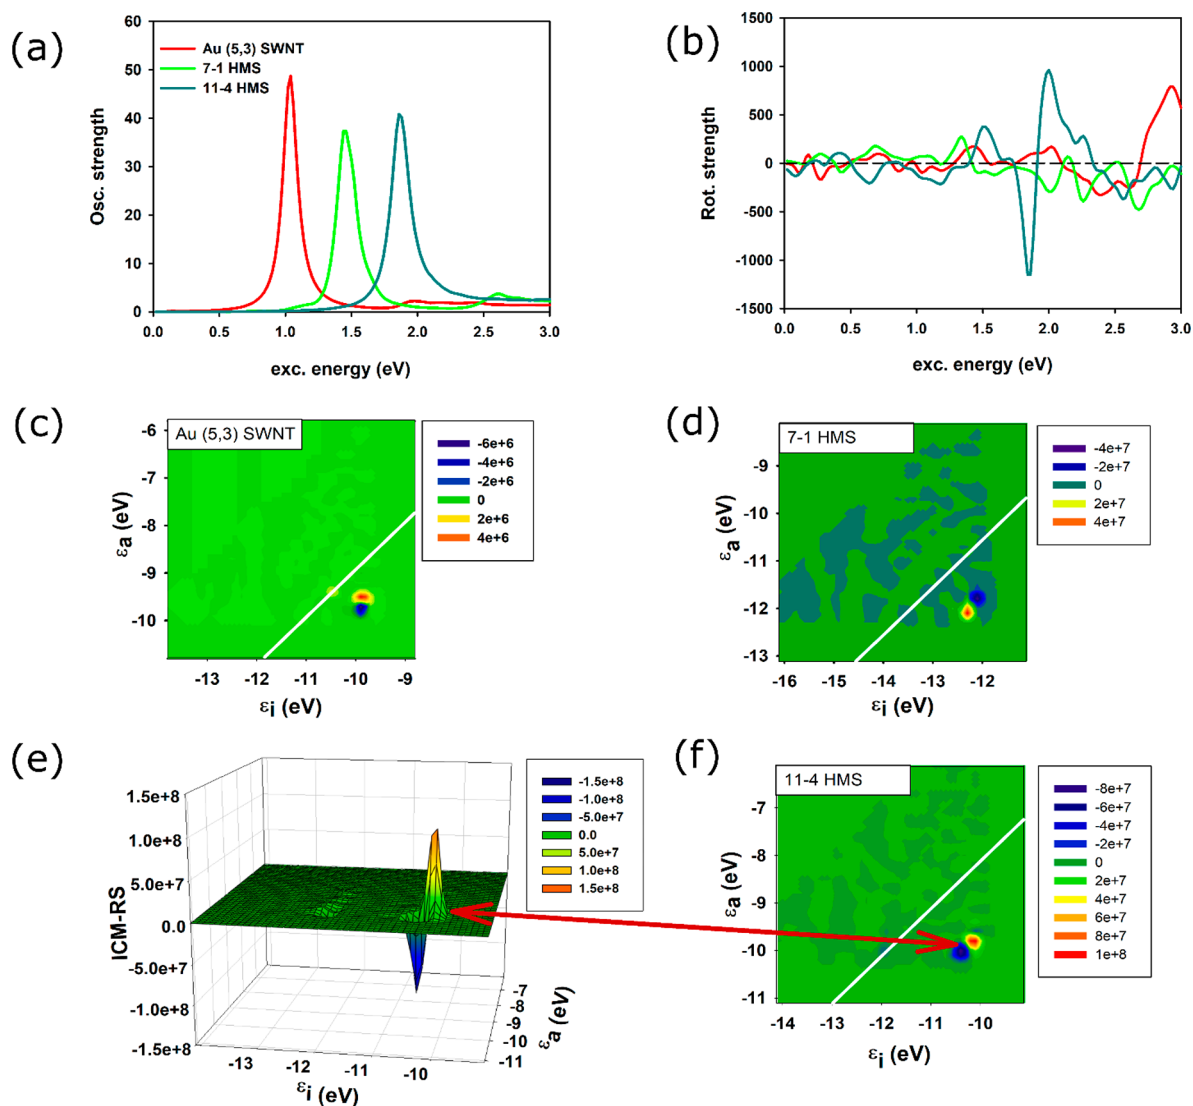 (a)
60
50
40
30
20
10
0
Osc. strength
Au (5,3) SWNT
7-1 HMS
11-4 HMS
0.0 0.5 1.0 1.5 2.0 2.5 3.0
exc. energy (eV)
(b)
1500
1000
500
0
-500
-1000
-1500
Rot. strength
0.0 0.5 1.0 1.5 2.0 2.5 3.0
exc. energy (eV)
(c)
Au (5,3) SWNT
-6
-7
-8
-9
-10
εa (eV)
-13 -12 -11 -10 -9 -8
εi (eV)
-6e+6
-4e+6
-2e+6
0
2e+6
4e+6
(d)
7-1 HMS
-9
-10
-11
-12
-13
εa (eV)
-16 -15 -14 -13 -12
εi (eV)
-4e+7
-2e+7
0
2e+7
4e+7
(e)
1.5e+8
1.0e+8
5.0e+7
0.0
-5.0e+7
-1.0e+8
-1.5e+8
ICM-RS
-13 -12 -11 -10
εi (eV)
-7
-8
-9
-10
-11
εa (eV)
-1.5e+8
-1.0e+8
-5.0e+7
0.0
5.0e+7
1.0e+8
1.5e+8
(f)
11-4 HMS
-7
-8
-9
-10
-11
εa (eV)
-14 -13 -12 -11 -10
εi (eV)
-8e+7
-6e+7
-4e+7
-2e+7
0
2e+7
4e+7
6e+7
8e+7
1e+8